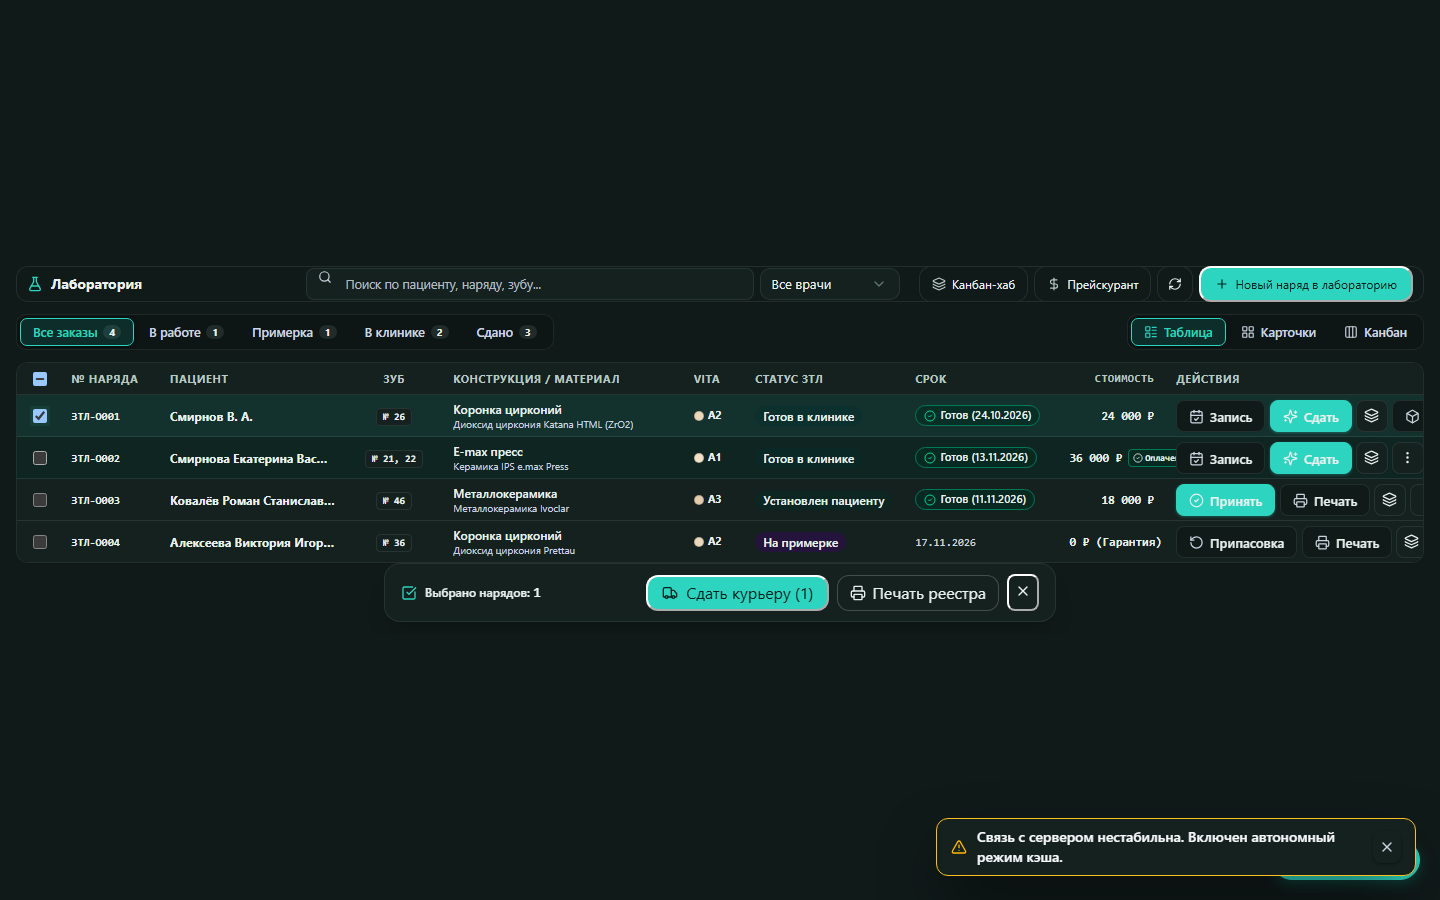 Лаборатория
Поиск по пациенту, наряду, зубу...
Все врачи
Канбан-хаб
Прейскурант
Новый наряд в лабораторию
Все заказы 4
В работе 1
Примерка 1
В клинике 2
Сдано 3
Таблица
Карточки
Канбан
№ НАРЯДА ПАЦИЕНТ ЗУБ КОНСТРУКЦИЯ / МАТЕРИАЛ VITA СТАТУС ЗТЛ СРОК СТОИМОСТЬ ДЕЙСТВИЯ
ЗТЛ-0001 Смирнов В. А. № 26 Коронка цирконий A2 Готов в клинике Готов (24.10.2026) 24 000 ₽ Запись Сдать
Диоксид циркония Katana HTML (ZrO2)
ЗТЛ-0002 Смирнова Екатерина Вас... № 21, 22 E-max пресс A1 Готов в клинике Готов (13.11.2026) 36 000 ₽ Запись Сдать
Керамика IPS e.max Press
ЗТЛ-0003 Ковалёв Роман Станислав... № 46 Металлокерамика A3 Установлен пациенту Готов (11.11.2026) 18 000 ₽ Принять Печать
Металлокерамика Ivoclar
ЗТЛ-0004 Алексеева Виктория Игор... № 36 Коронка цирконий A2 На примерке 17.11.2026 0 ₽ (Гарантия) Припасовка Печать
Диоксид циркония Prettau
Выбрано нарядов: 1
Сдать курьеру (1)
Печать реестра
Связь с сервером нестабильна. Включен автономный
режим кэша.